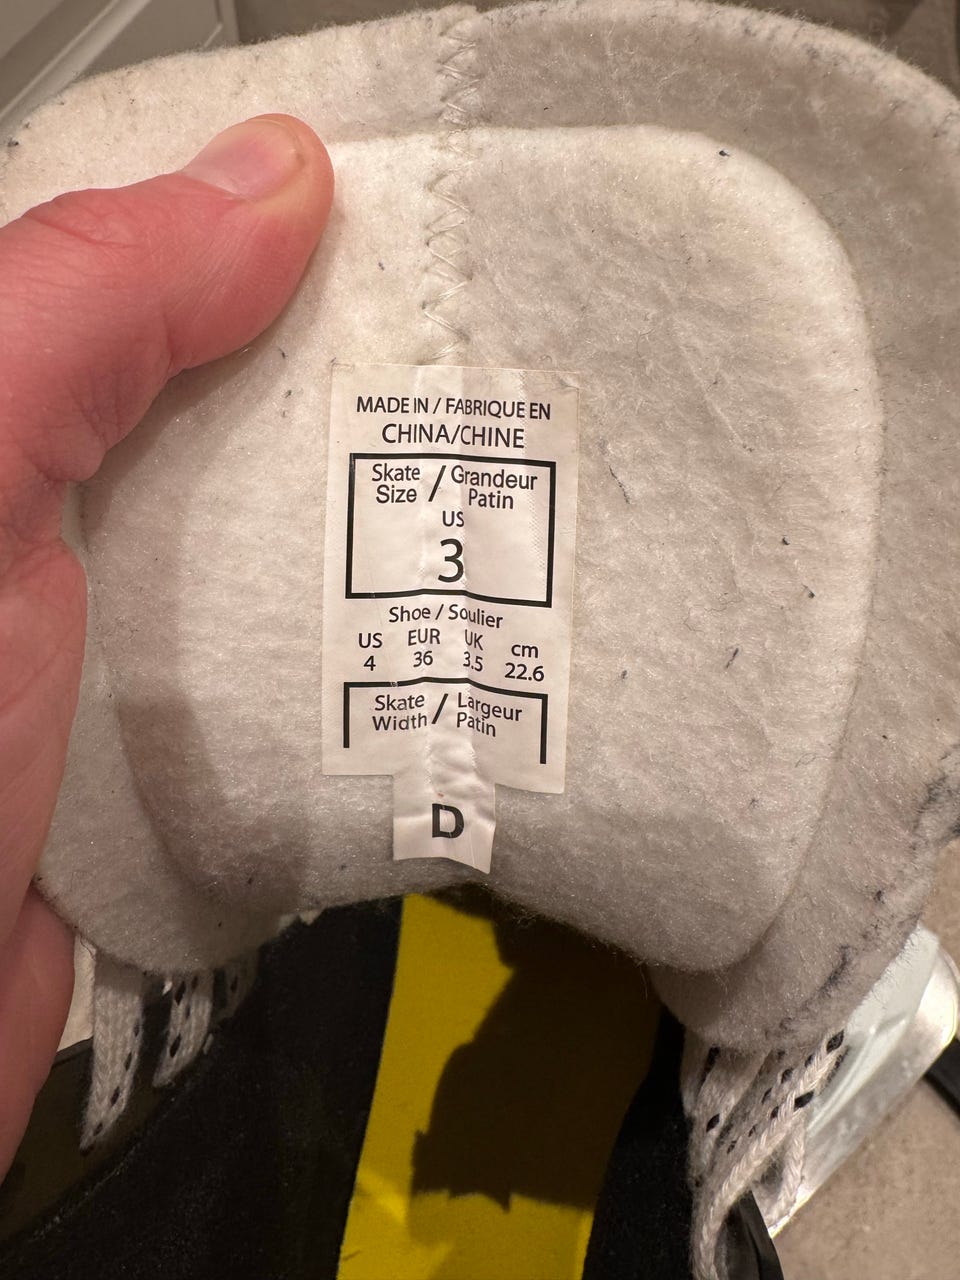 MADE IN / FABRIQUE EN
CHINA/CHINE
Skate Size / Grandeur Patin
US
3
Shoe / Soulier
US EUR UK cm
4 36 3.5 22.6
Skate Width / Largeur Patin
D